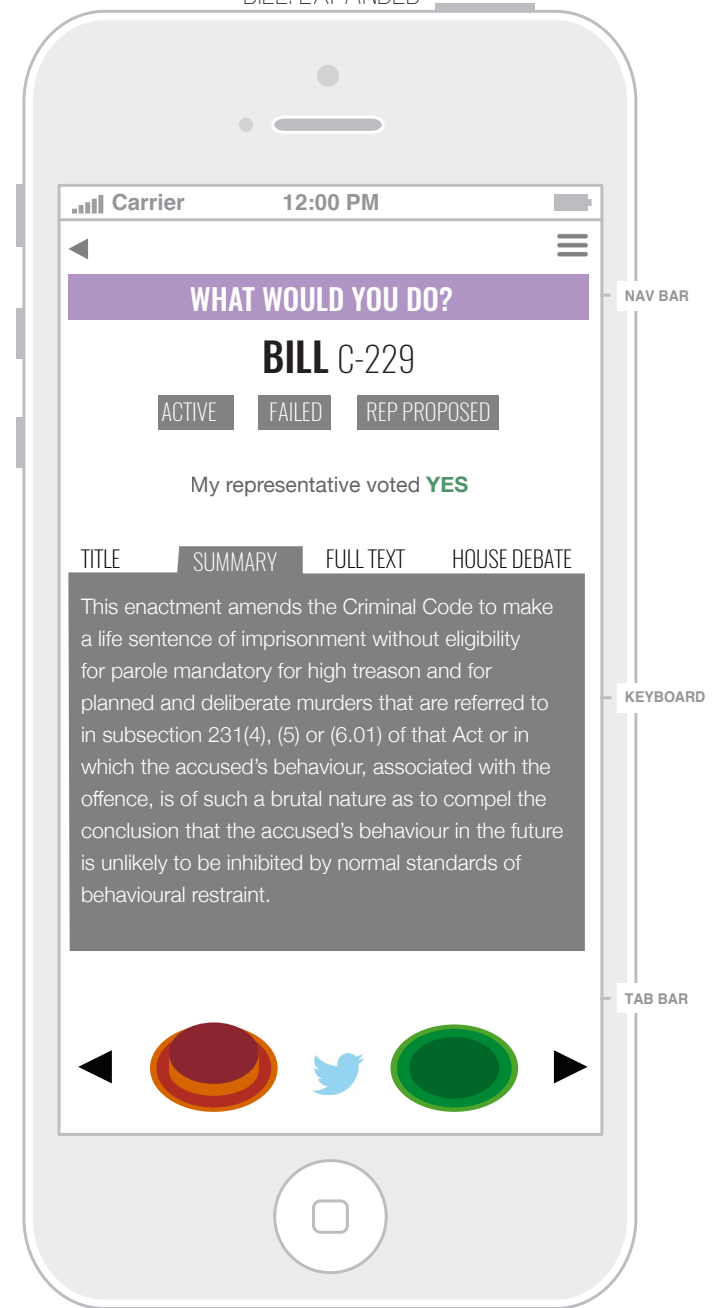 BILL: EXPANDED
Carrier 12:00 PM
WHAT WOULD YOU DO?
NAV BAR
BILL C-229
ACTIVE FAILED REP PROPOSED
My representative voted YES
TITLE SUMMARY FULL TEXT HOUSE DEBATE
This enactment amends the Criminal Code to make
a life sentence of imprisonment without eligibility
for parole mandatory for high treason and for
planned and deliberate murders that are referred to
KEYBOARD
in subsection 231(4), (5) or (6.01) of that Act or in
which the accused’s behaviour, associated with the
offence, is of such a brutal nature as to compel the
conclusion that the accused’s behaviour in the future
is unlikely to be inhibited by normal standards of
behavioural restraint.
TAB BAR